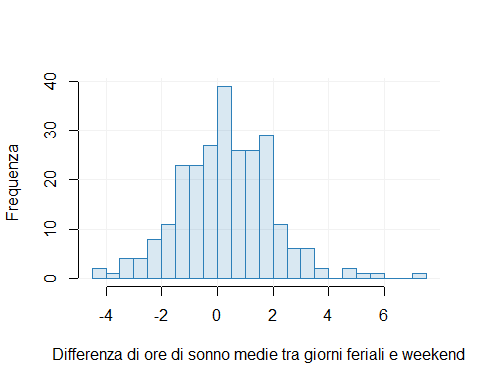 Frequenza
40
30
20
10
0
-4 -2 0 2 4 6
Differenza di ore di sonno medie tra giorni feriali e weekend